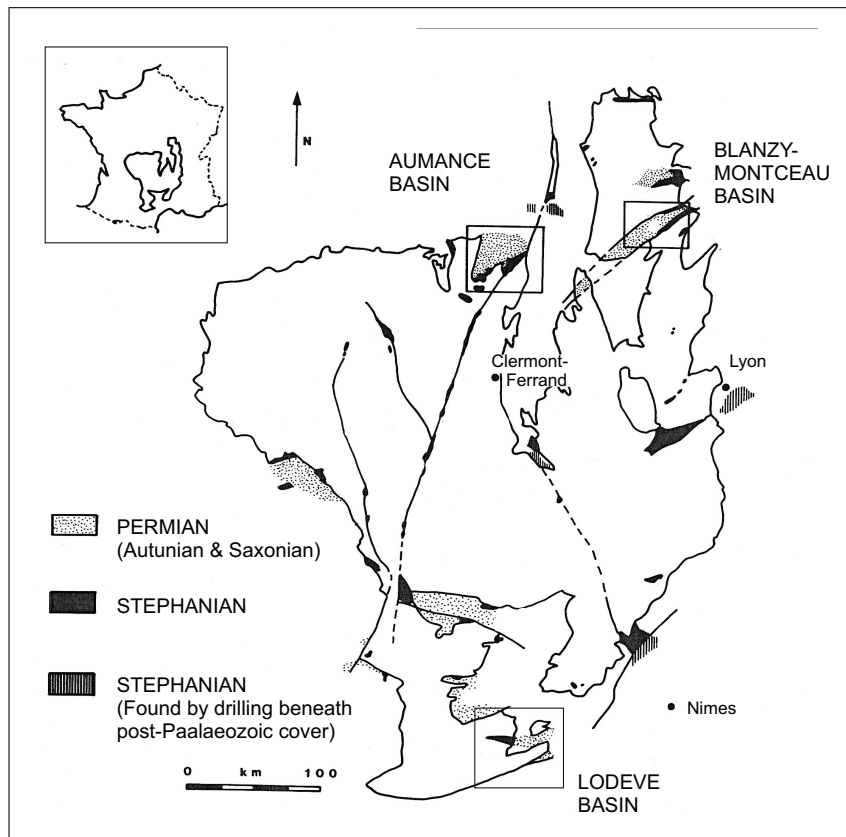 N
AUMANCE
BASIN
BLANZY-
MONTCEAU
BASIN
Clermont-
Ferrand
Lyon
PERMIAN
(Autunian & Saxonian)
STEPHANIAN
STEPHANIAN
(Found by drilling beneath
post-Paalaeozoic cover)
Nimes
0 km 100
LODEVE
BASIN